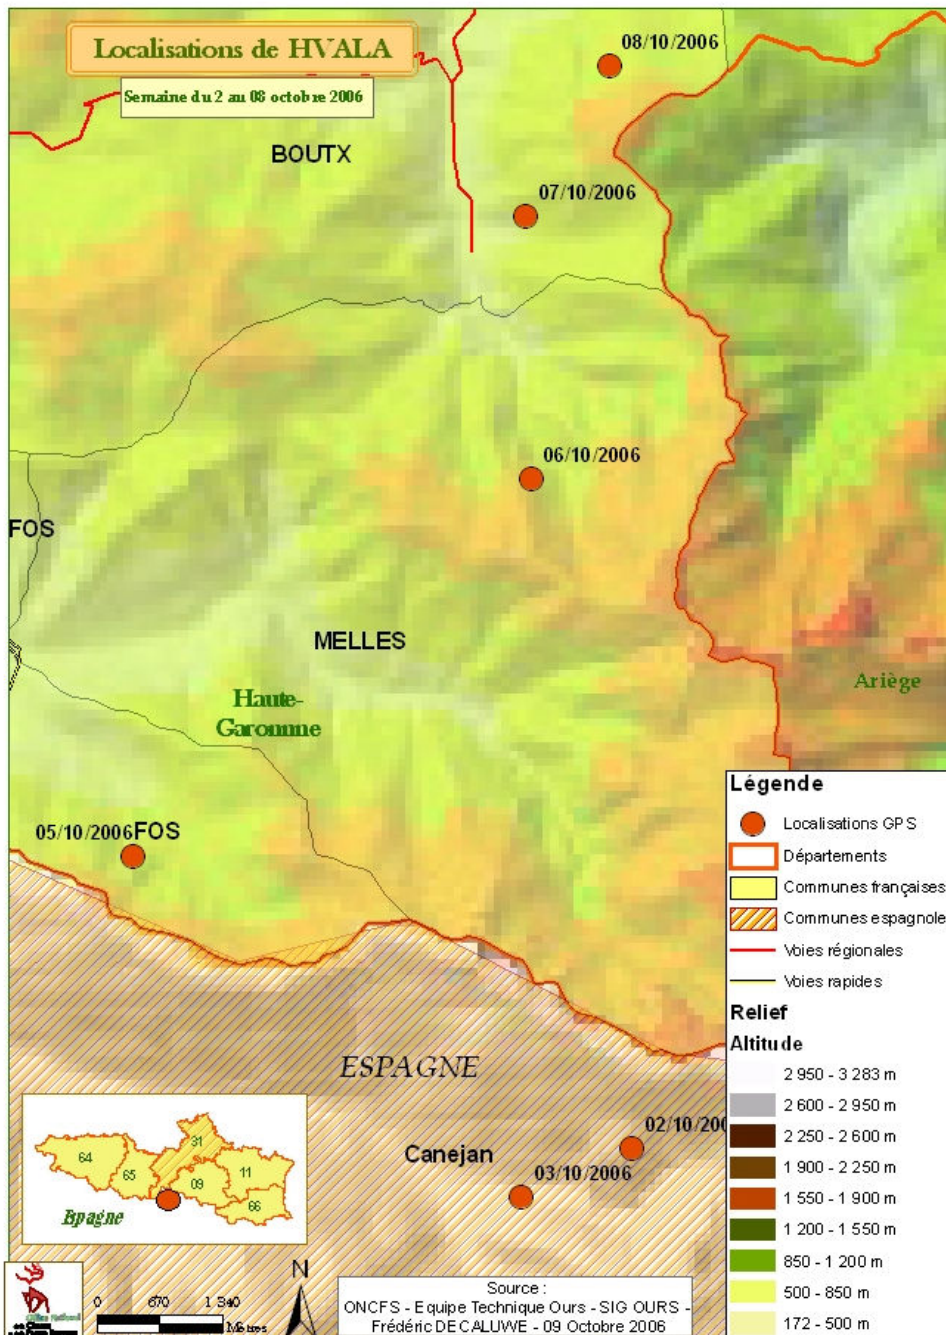 Localisations de HVALA
Semaine du 2 au 08 octobre 2006
08/10/2006
BOUTX
07/10/2006
06/10/2006
FOS
MELLES
Haute-
Garonne
Ariège
05/10/2006
FOS
ESPAGNE
Canejan
02/10/200
03/10/2006
Légende
Localisations GPS
Départements
Communes françaises
Communes espagnole
Voies régionales
Voies rapides
Relief
Altitude
2 950 - 3 283 m
2 600 - 2 950 m
2 250 - 2 600 m
1 900 - 2 250 m
1 550 - 1 900 m
1 200 - 1 550 m
850 - 1 200 m
500 - 850 m
172 - 500 m
64
65
31
09
11
66
Espagne
0 670 1 340
Mètres
N
Source :
ONCFS - Equipe Technique Ours - SIG OURS -
Frédéric DECALUWE - 09 Octobre 2006